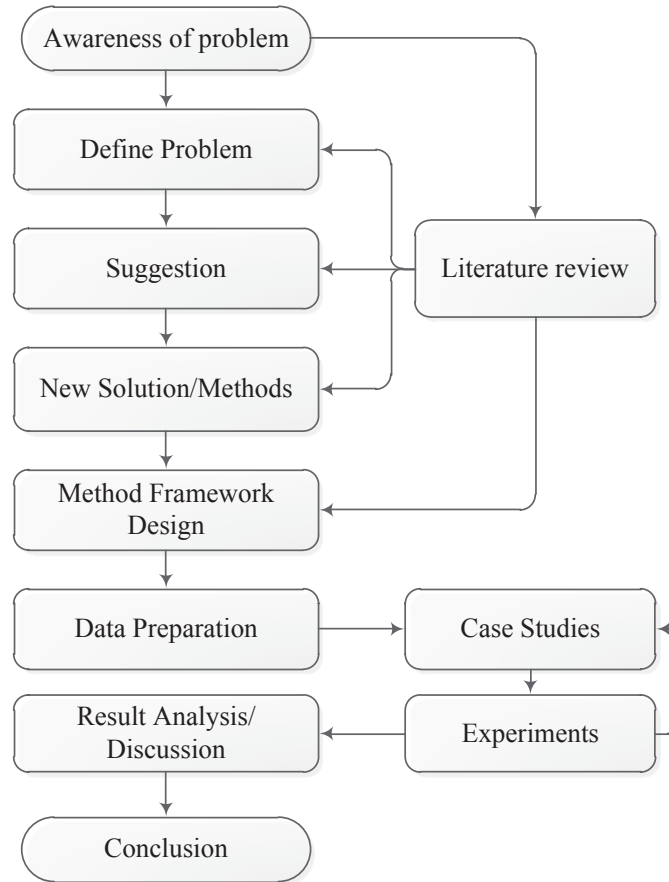 Awareness of problem
Define Problem
Literature review
Suggestion
New Solution/Methods
Method Framework
Design
Data Preparation
Case Studies
Result Analysis/
Discussion
Experiments
Conclusion